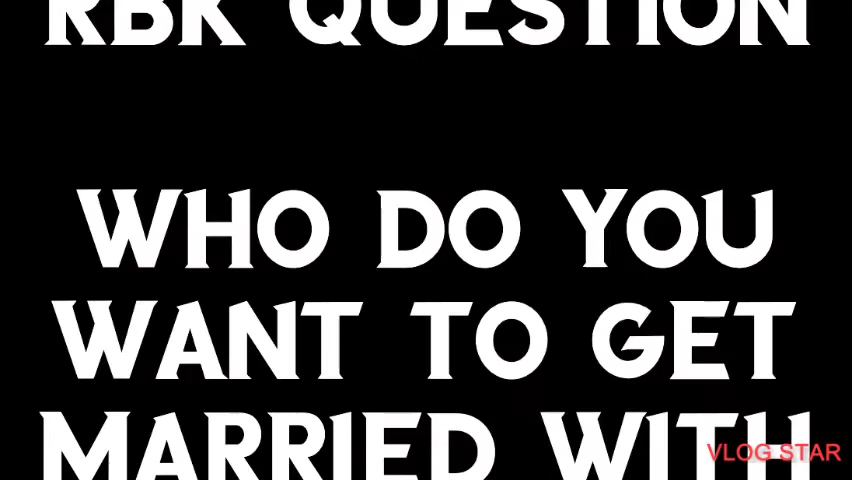 RBK QUESTION
WHO DO YOU
WANT TO GET
MARRIED WITH
VLOG STAR